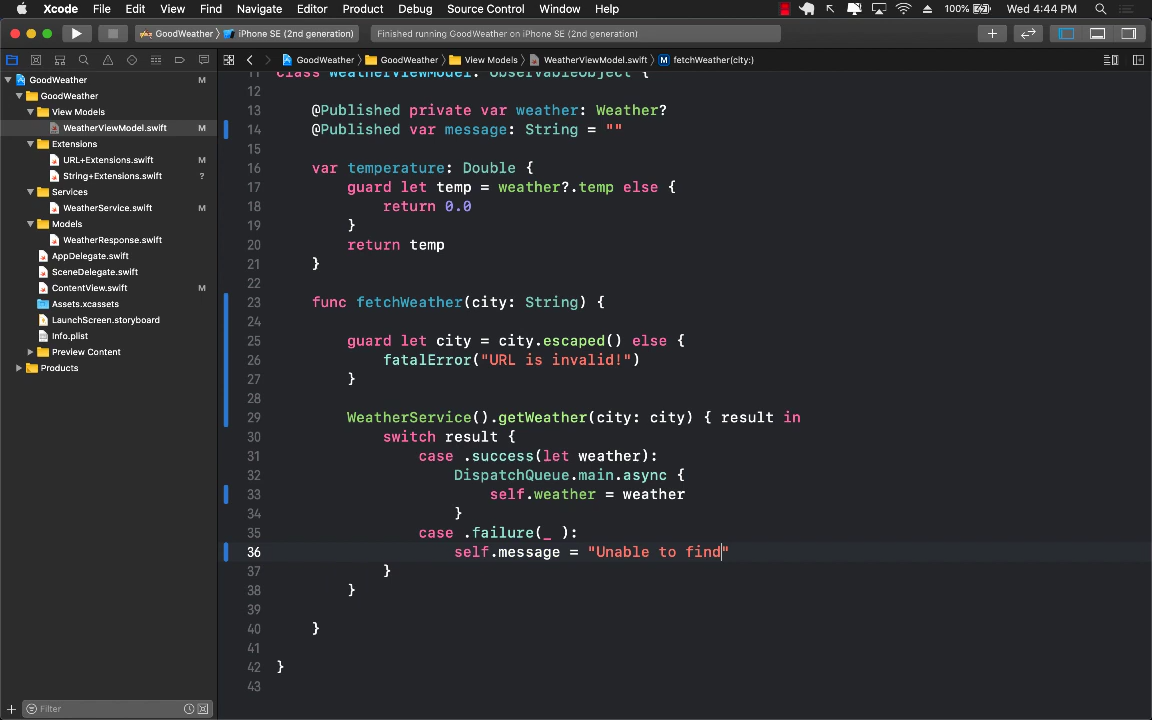 Xcode File Edit View Find Navigate Editor Product Debug Source Control Window Help 100% Wed 4:44 PM
GoodWeather iPhone SE (2nd generation) Finished running GoodWeather on iPhone SE (2nd generation)
GoodWeather GoodWeather View Models WeatherViewModel.swift M fetchWeather(city:)
GoodWeather M
GoodWeather
View Models
WeatherViewModel.swift M
Extensions
URL+Extensions.swift M
String+Extensions.swift ?
Services
WeatherService.swift M
Models
WeatherResponse.swift
AppDelegate.swift
SceneDelegate.swift
ContentView.swift M
Assets.xcassets
LaunchScreen.storyboard
Info.plist
Preview Content
Products
Filter
11 class WeatherViewModel: ObservableObject {
12
13 @Published private var weather: Weather?
14 @Published var message: String = ""
15
16 var temperature: Double {
17 guard let temp = weather?.temp else {
18 return 0.0
19 }
20 return temp
21 }
22
23 func fetchWeather(city: String) {
24
25 guard let city = city.escaped() else {
26 fatalError("URL is invalid!")
27 }
28
29 WeatherService().getWeather(city: city) { result in
30 switch result {
31 case .success(let weather):
32 DispatchQueue.main.async {
33 self.weather = weather
34 }
35 case .failure(_ ):
36 self.message = "Unable to find"
37 }
38 }
39
40 }
41
42 }
43